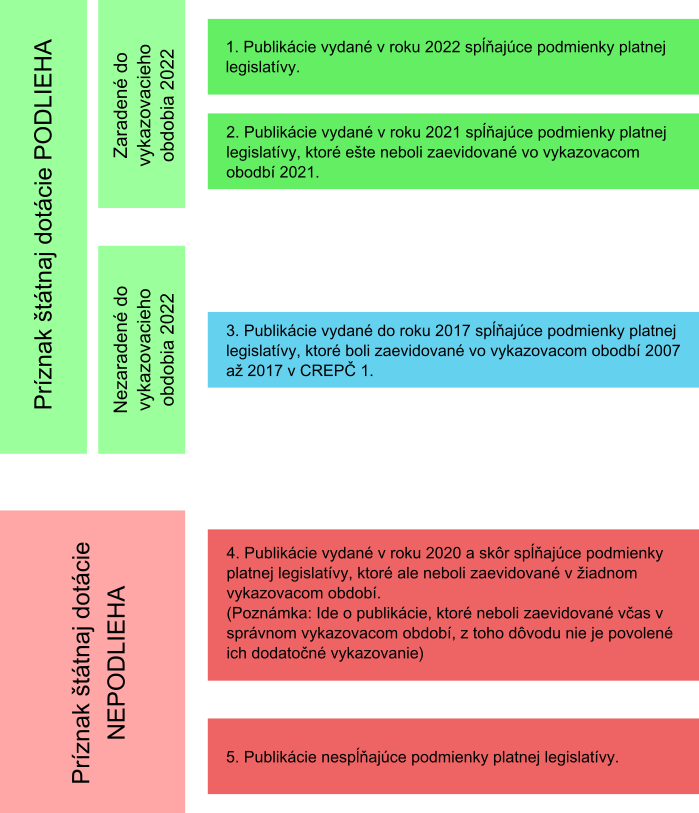 Príznak štátnaj dotácie PODLIEHA
Zaradené do
vykazovacieho
obdobia 2022
1. Publikácie vydané v roku 2022 spĺňajúce podmienky platnej
legislatívy.
2. Publikácie vydané v roku 2021 spĺňajúce podmienky platnej
legislatívy, ktoré ešte neboli zaevidované vo vykazovacom
obodbí 2021.
Nezaradené do
vykazovacieho
obdobia 2022
3. Publikácie vydané do roku 2017 spĺňajúce podmienky platnej
legislatívy, ktoré boli zaevidované vo vykazovacom obodbí 2007
až 2017 v CREPČ 1.
Príznak štátnaj dotácie
NEPODLIEHA
4. Publikácie vydané v roku 2020 a skôr spĺňajúce podmienky
platnej legislatívy, ktoré ale neboli zaevidované v žiadnom
vykazovacom období.
(Poznámka: Ide o publikácie, ktoré neboli zaevidované včas v
správnom vykazovacom období, z toho dôvodu nie je povolené
ich dodatočné vykazovanie)
5. Publikácie nespĺňajúce podmienky platnej legislatívy.